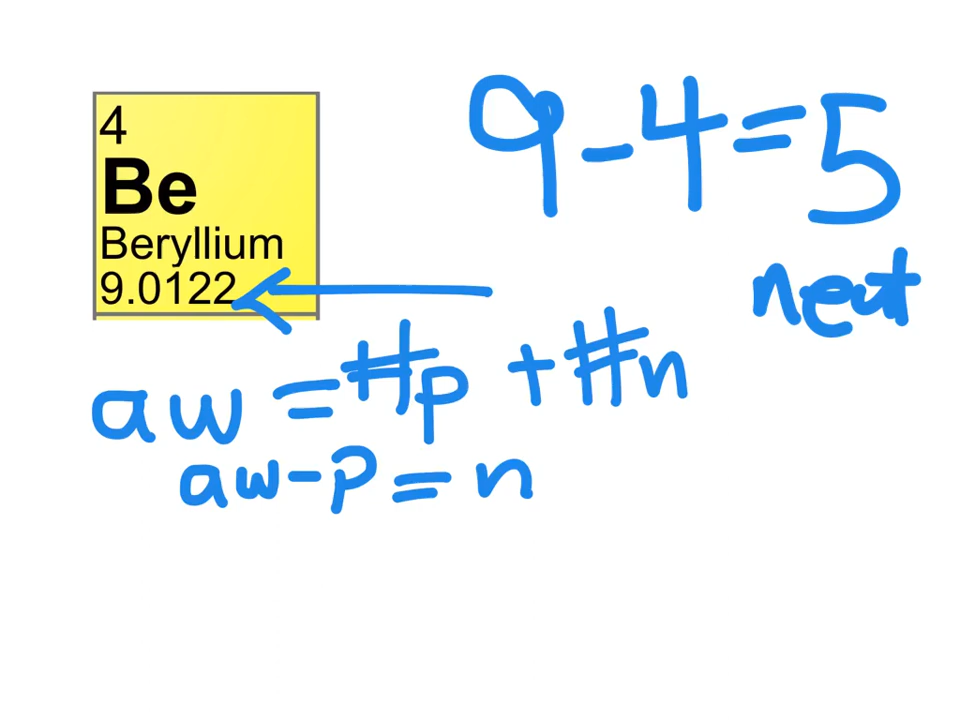 4
Be
Beryllium
9.0122
9-4=5
neut
aw = #p + #n
aw-p = n